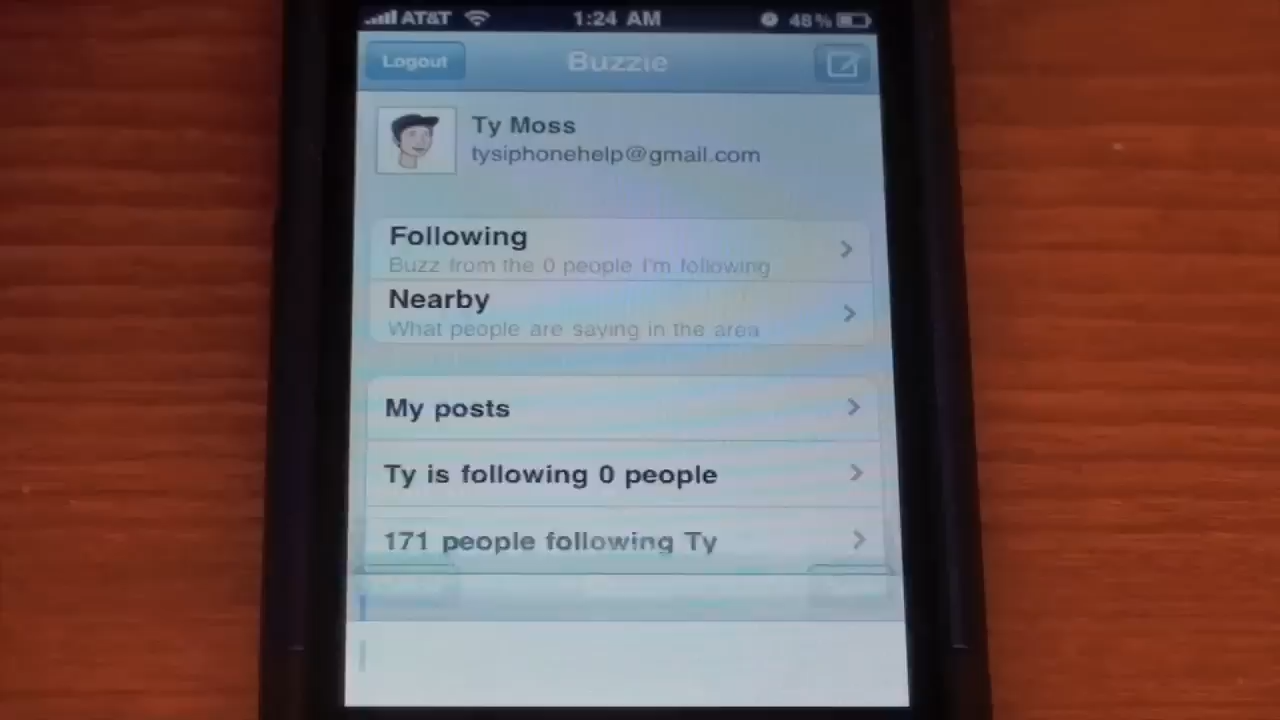 AT&T 1:24 AM 48%
Logout Buzzie
Ty Moss
tysiphonehelp@gmail.com
Following
Buzz from the 0 people I'm following
Nearby
What people are saying in the area
My posts
Ty is following 0 people
171 people following Ty